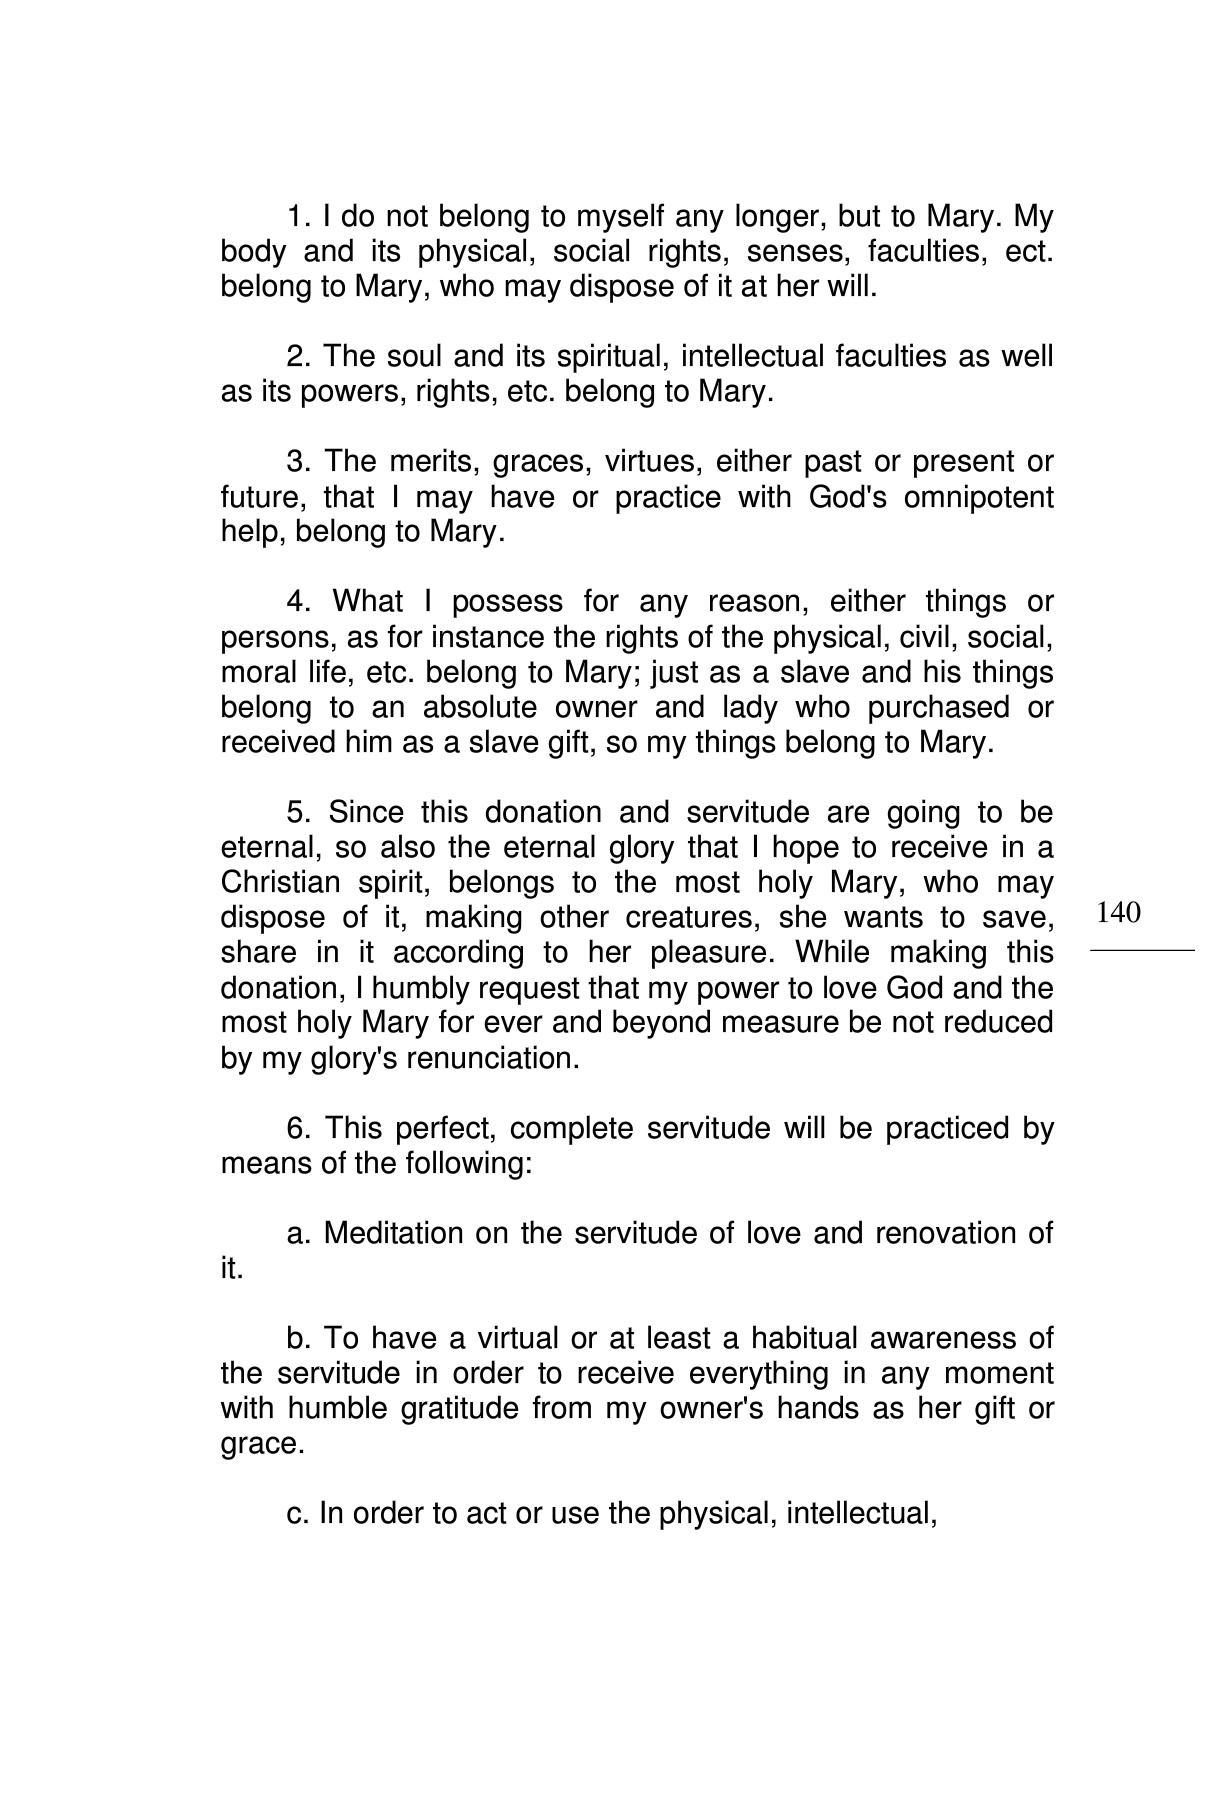 1. I do not belong to myself any longer, but to Mary. My
body and its physical, social rights, senses, faculties, ect.
belong to Mary, who may dispose of it at her will.
2. The soul and its spiritual, intellectual faculties as well
as its powers, rights, etc. belong to Mary.
3. The merits, graces, virtues, either past or present or
future, that I may have or practice with God's omnipotent
help, belong to Mary.
4. What I possess for any reason, either things or
persons, as for instance the rights of the physical, civil, social,
moral life, etc. belong to Mary; just as a slave and his things
belong to an absolute owner and lady who purchased or
received him as a slave gift, so my things belong to Mary.
5. Since this donation and servitude are going to be
eternal, so also the eternal glory that I hope to receive in a
Christian spirit, belongs to the most holy Mary, who may
dispose of it, making other creatures, she wants to save,
share in it according to her pleasure. While making this
donation, I humbly request that my power to love God and the
most holy Mary for ever and beyond measure be not reduced
by my glory's renunciation.
6. This perfect, complete servitude will be practiced by
means of the following:
a. Meditation on the servitude of love and renovation of
it.
b. To have a virtual or at least a habitual awareness of
the servitude in order to receive everything in any moment
with humble gratitude from my owner's hands as her gift or
grace.
c. In order to act or use the physical, intellectual,
140